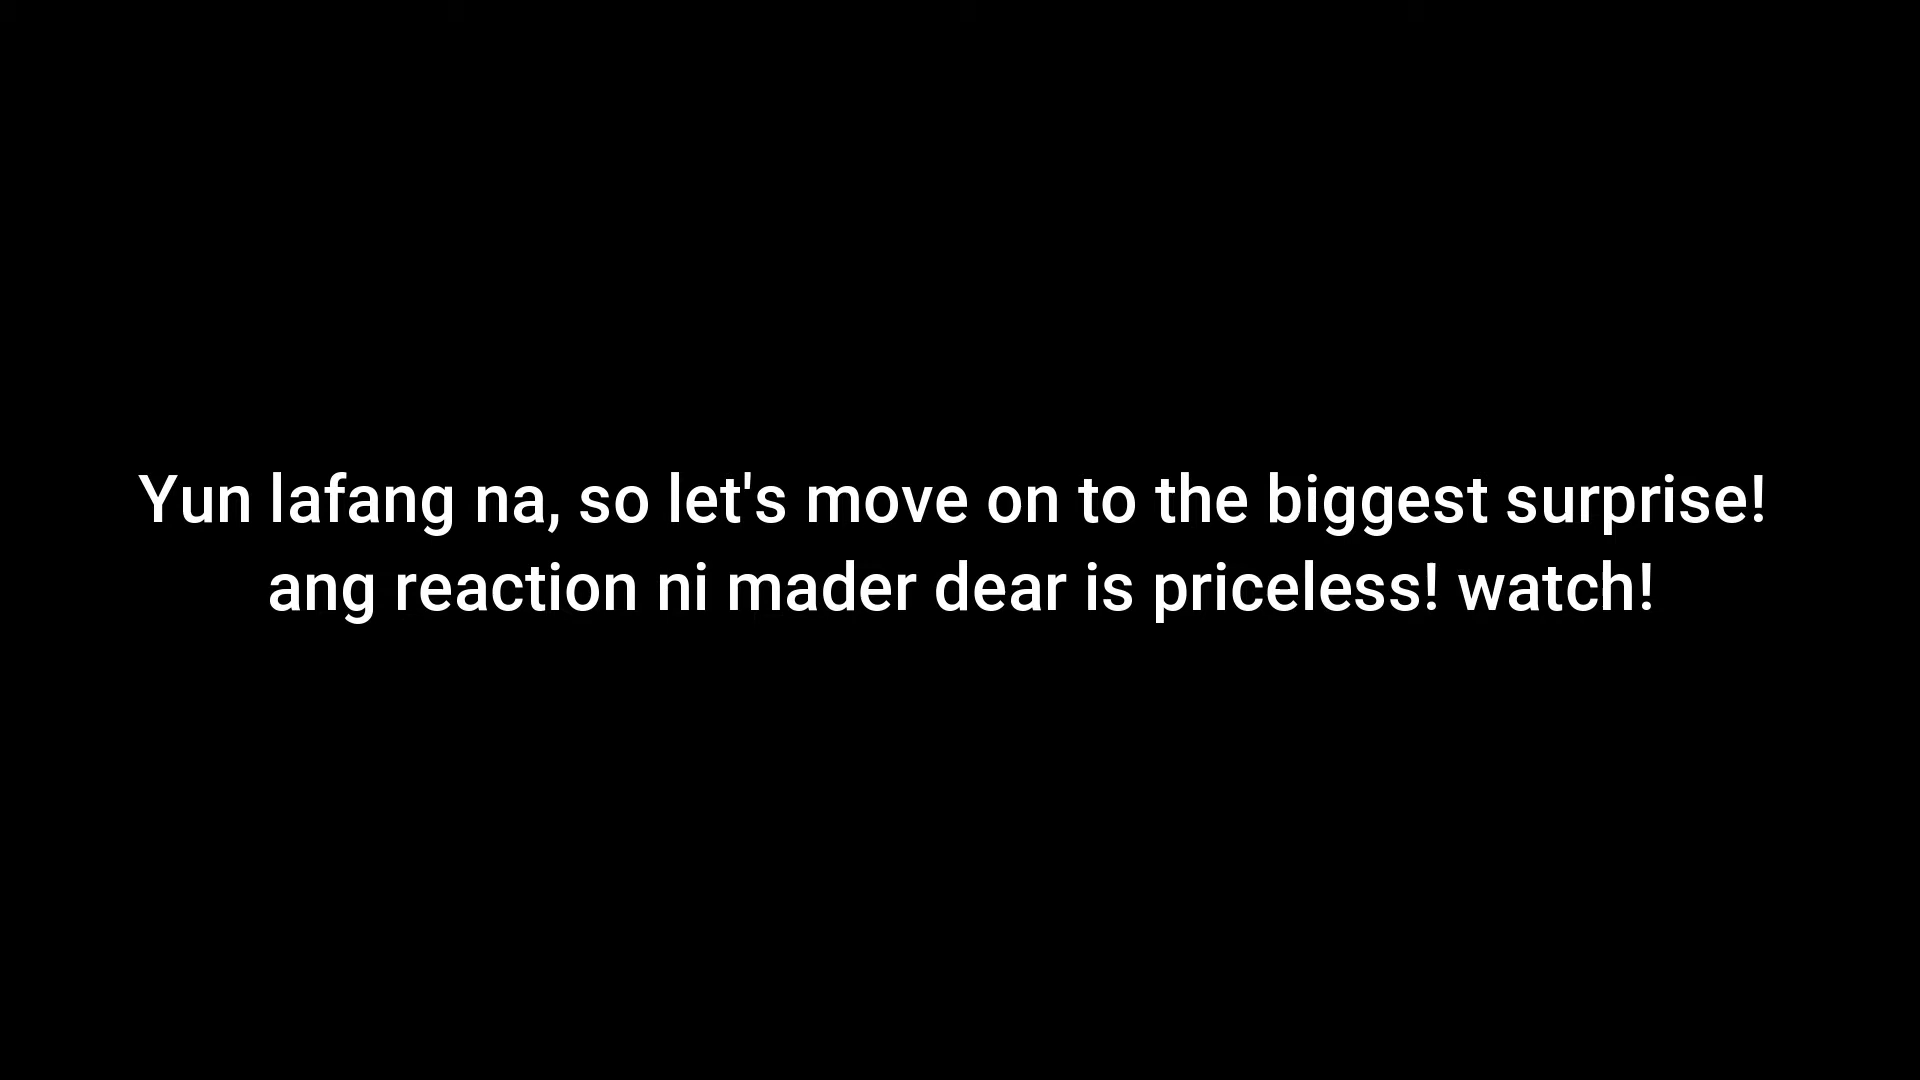 Yun lafang na, so let's move on to the biggest surprise!
ang reaction ni mader dear is priceless! watch!